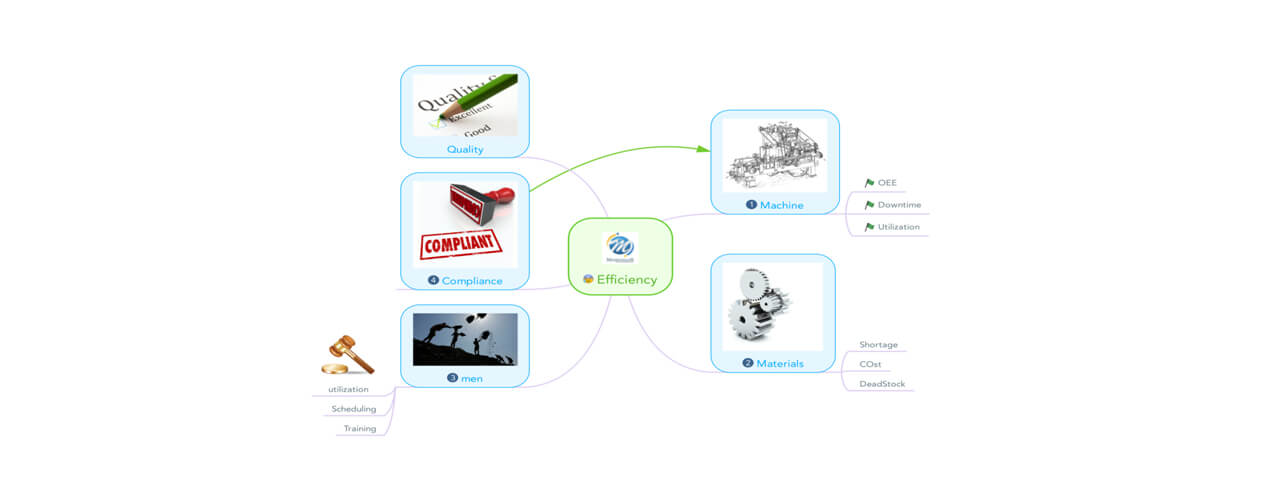 Quality
Excellent
Good
Quality
COMPLIANT
4 Compliance
3 men
utilization
Scheduling
Training
Efficiency
1 Machine
OEE
Downtime
Utilization
2 Materials
Shortage
COst
DeadStock